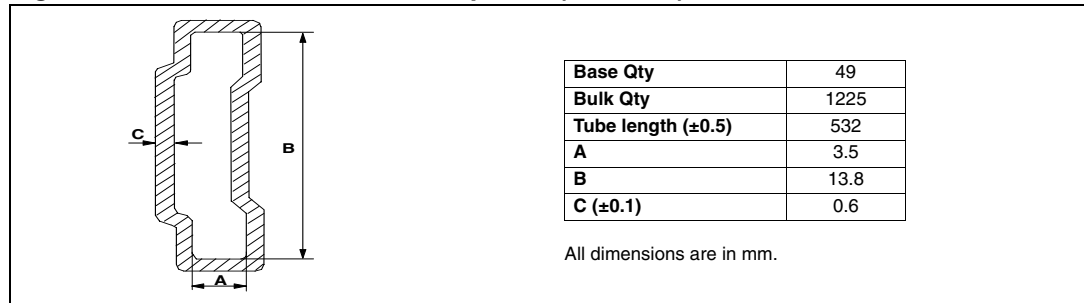 C
B
A
Base Qty 49
Bulk Qty 1225
Tube length (±0.5) 532
A 3.5
B 13.8
C (±0.1) 0.6
All dimensions are in mm.